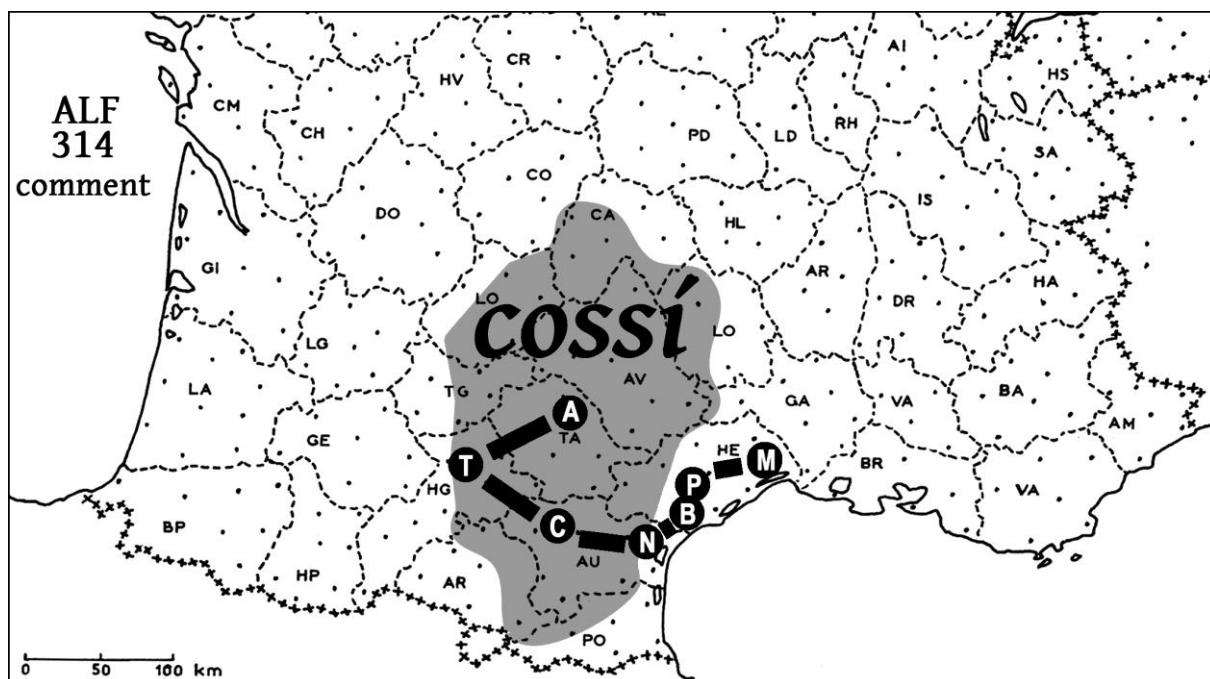 ALF
314
comment
CM
CH
HV
CR
PD
LD
RH
AI
HS
SA
DO
CO
CA
HL
IS
GI
AR
HA
DR
LO
cossí
LO
LG
TG
AV
LA
GA
VA
BA
AM
GE
A
TA
T
HE
M
BR
VA
HG
P
B
BP
C
N
HP
AR
AU
PO
0 50 100 km